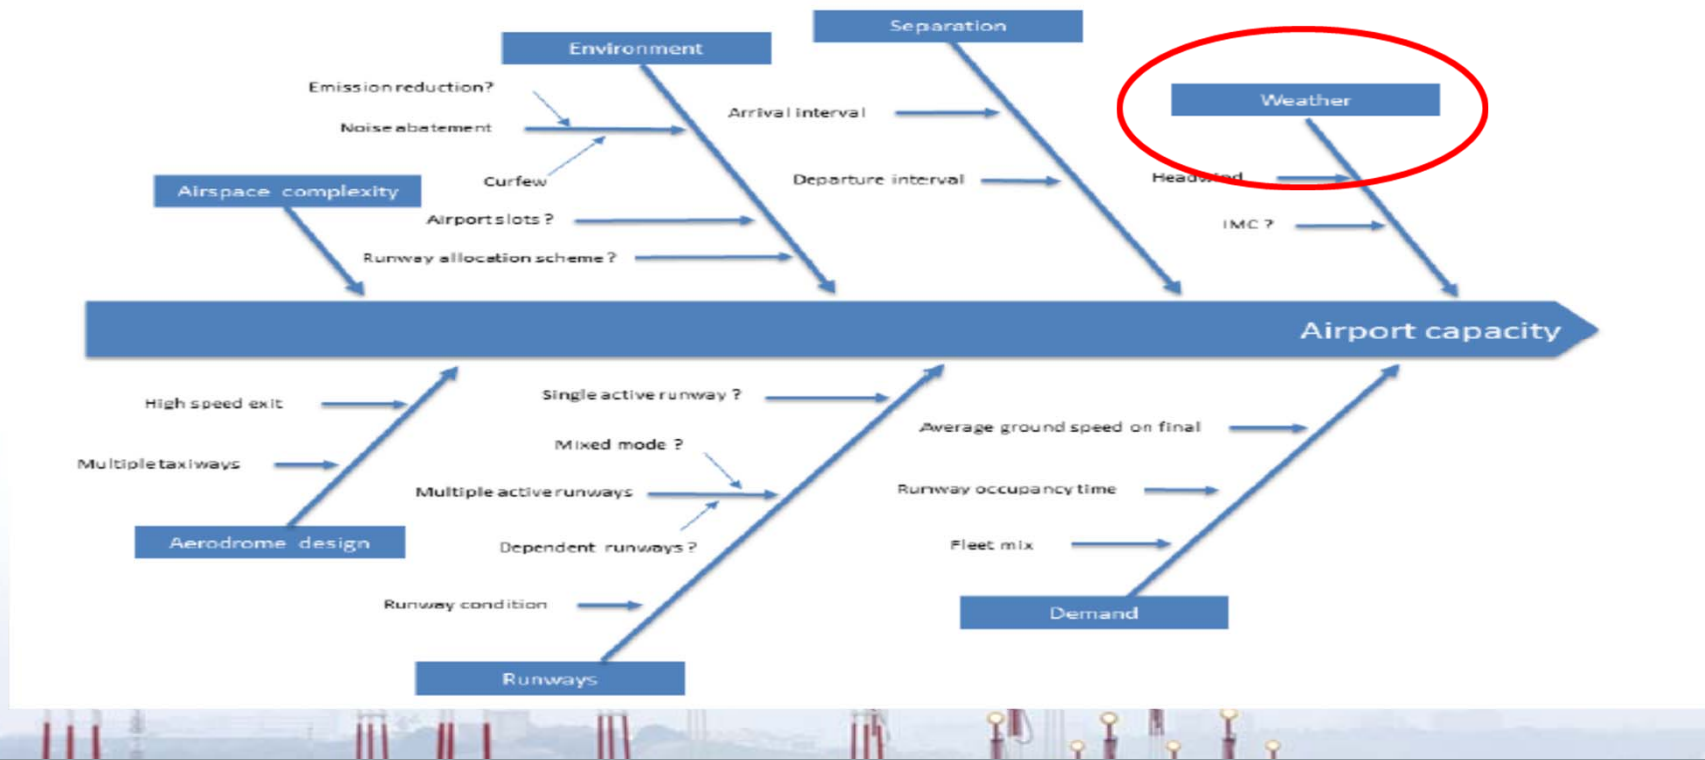 Separation
Environment
Weather
Emission reduction?
Arrival interval
Noise abatement
Headwind
Departure interval
Curfew
Airspace complexity
Airport slots ?
IMC ?
Runway allocation scheme ?
Airport capacity
High speed exit
Single active runway ?
Average ground speed on final
Mixed mode ?
Multiple taxiways
Multiple active runways
Runway occupancy time
Aerodrome design
Dependent runways ?
Fleet mix
Runway condition
Demand
Runways